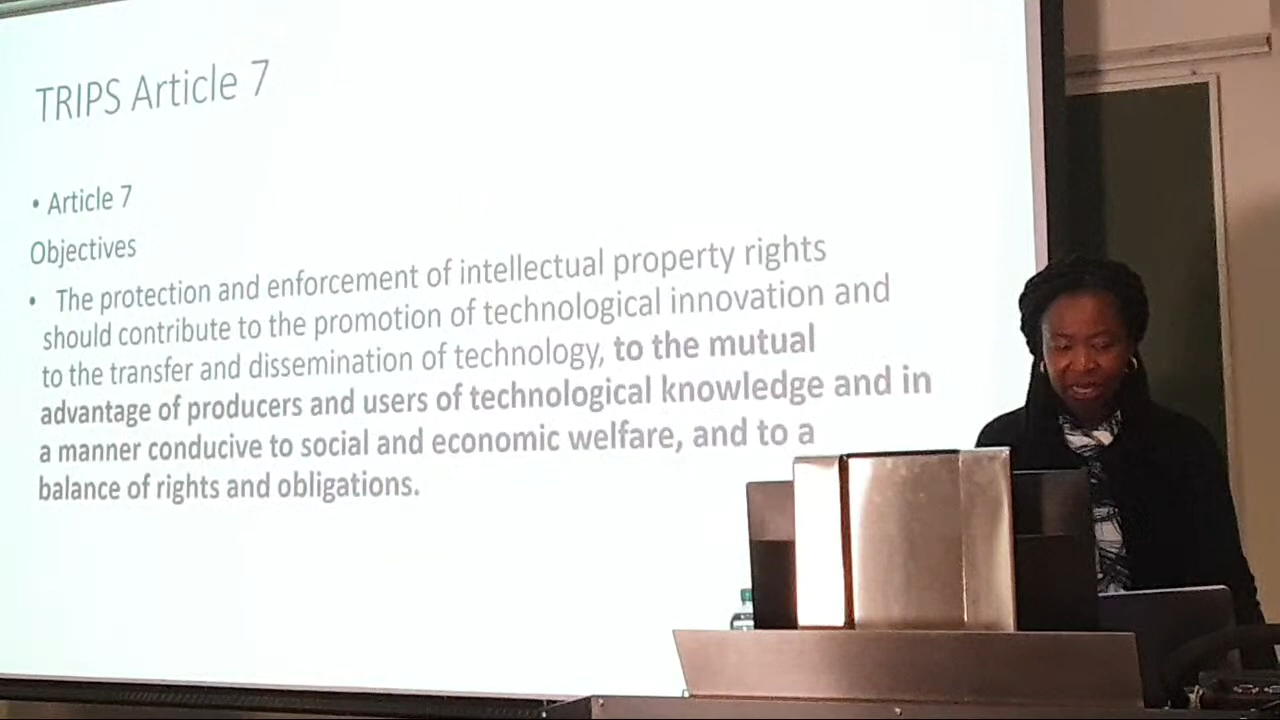 TRIPS Article 7
• Article 7
Objectives
• The protection and enforcement of intellectual property rights
should contribute to the promotion of technological innovation and
to the transfer and dissemination of technology, to the mutual
advantage of producers and users of technological knowledge and in
a manner conducive to social and economic welfare, and to a
balance of rights and obligations.